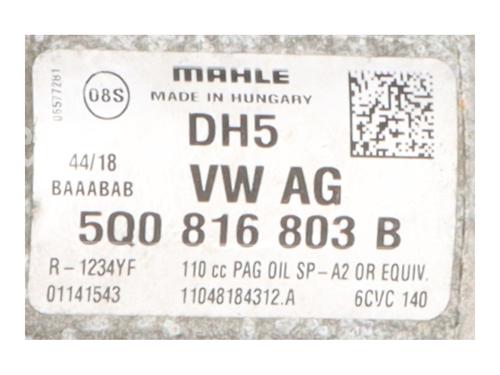 MAHLE
06577281
08S
MADE IN HUNGARY
DH5
44/18
BAAABAB
VW AG
5Q0 816 803 B
R-1234YF 110 cc PAG OIL SP-A2 OR EQUIV.
01141543 11048184312.A 6CVC 140